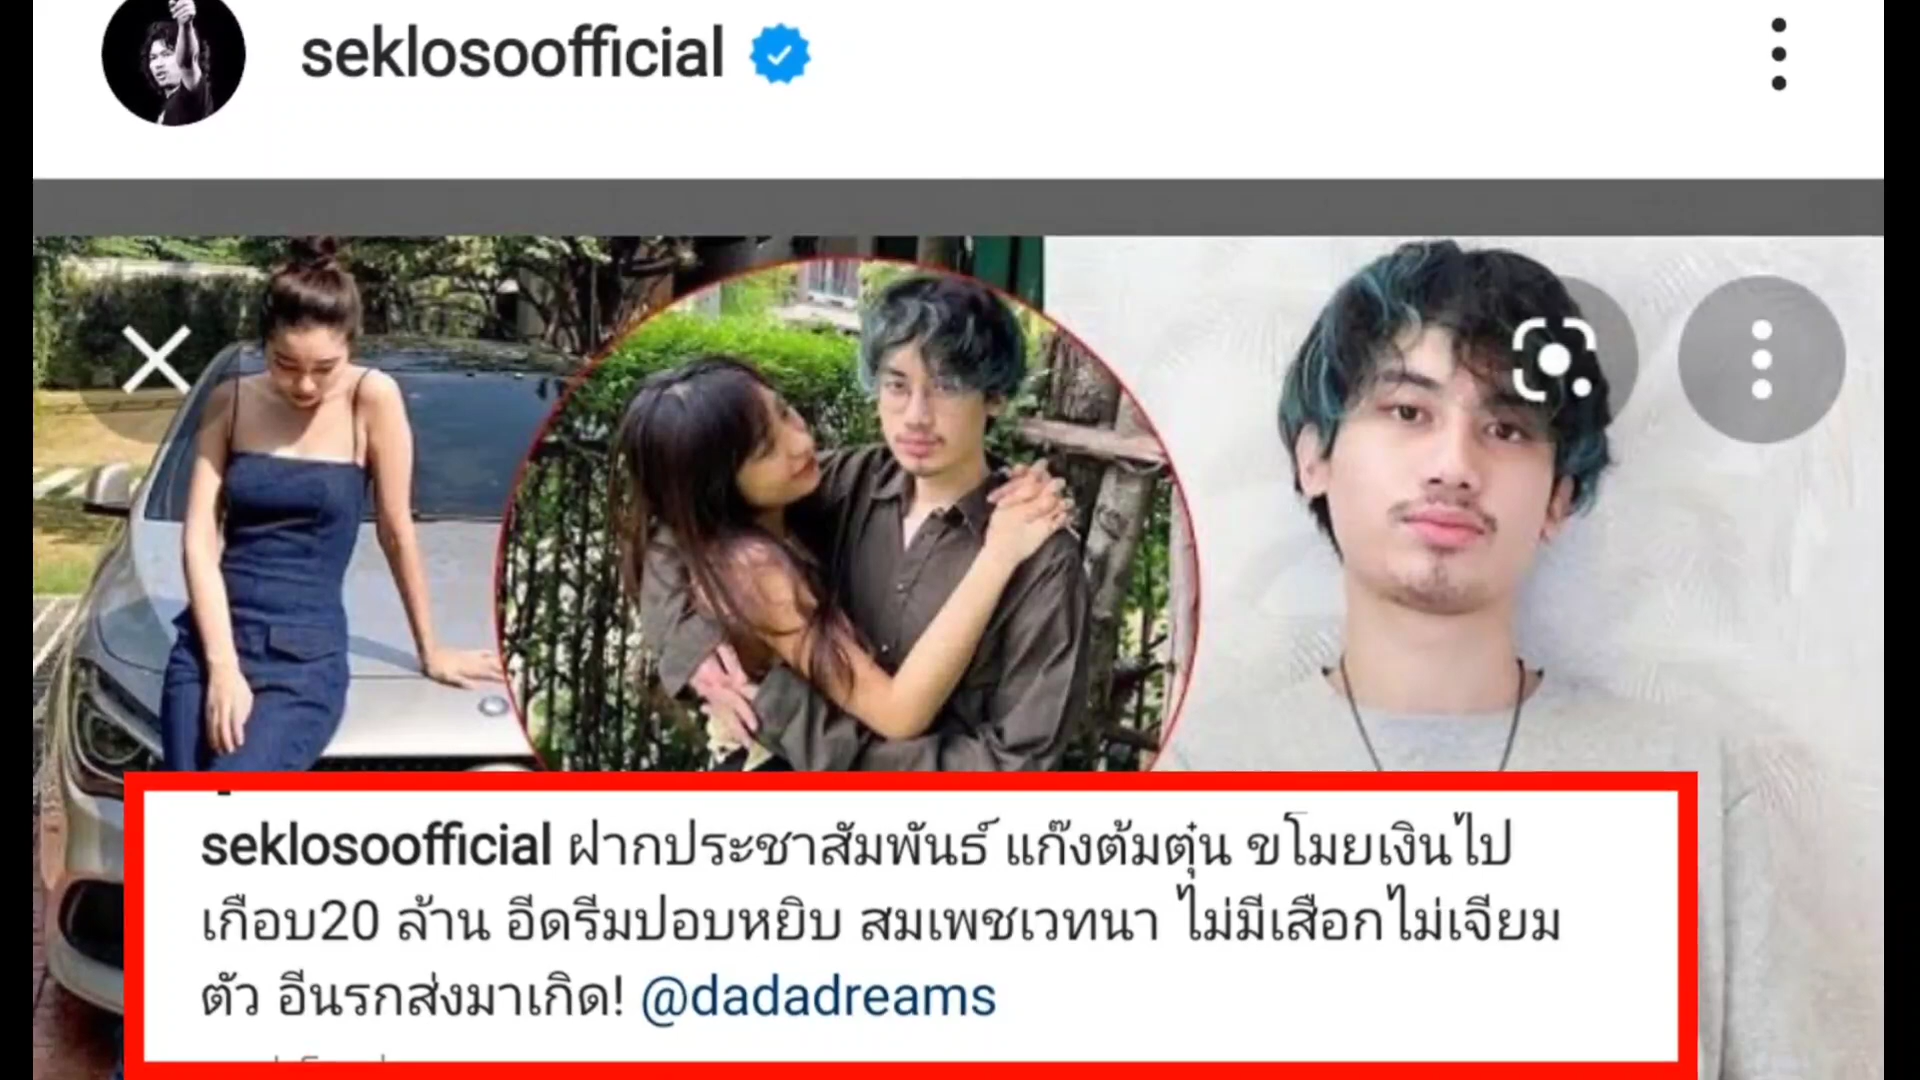 seklosoofficial
seklosoofficial ฝากประชาสัมพันธ์ แก๊งต้มตุ๋น ขโมยเงินไป
เกือบ20 ล้าน อีดรีมปอบหยิบ สมเพชเวทนา ไม่มีเสือกไม่เจียม
ตัว อีนรกส่งมาเกิด! @dadadreams